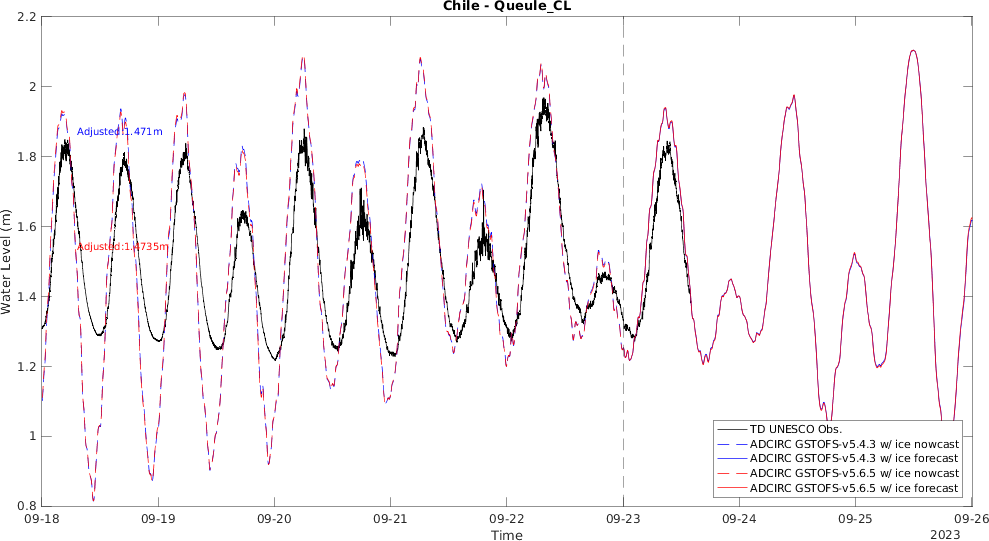 Chile - Queule_CL
2.2
2
1.8
1.6
1.4
1.2
1
0.8
Water Level (m)
Adjusted:1.471m
Adjusted:1.4735m
TD UNESCO Obs.
ADCIRC GSTOFS-v5.4.3 w/ ice nowcast
ADCIRC GSTOFS-v5.4.3 w/ ice forecast
ADCIRC GSTOFS-v5.6.5 w/ ice nowcast
ADCIRC GSTOFS-v5.6.5 w/ ice forecast
09-18 09-19 09-20 09-21 09-22 09-23 09-24 09-25 09-26
Time
2023